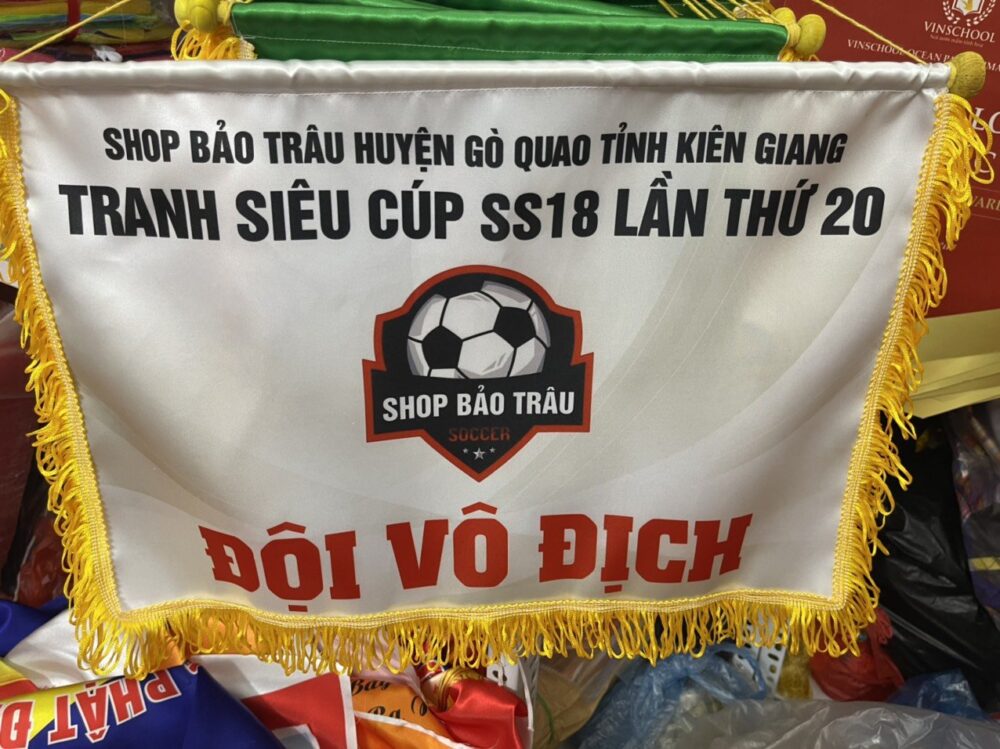 VINSCHOOL
SHOP BẢO TRÂU HUYỆN GÒ QUAO TỈNH KIÊN GIANG
TRANH SIÊU CÚP SS18 LẦN THỨ 20
SHOP BẢO TRÂU
SOCCER
ĐỘI VÔ ĐỊCH
PHẬT Đ